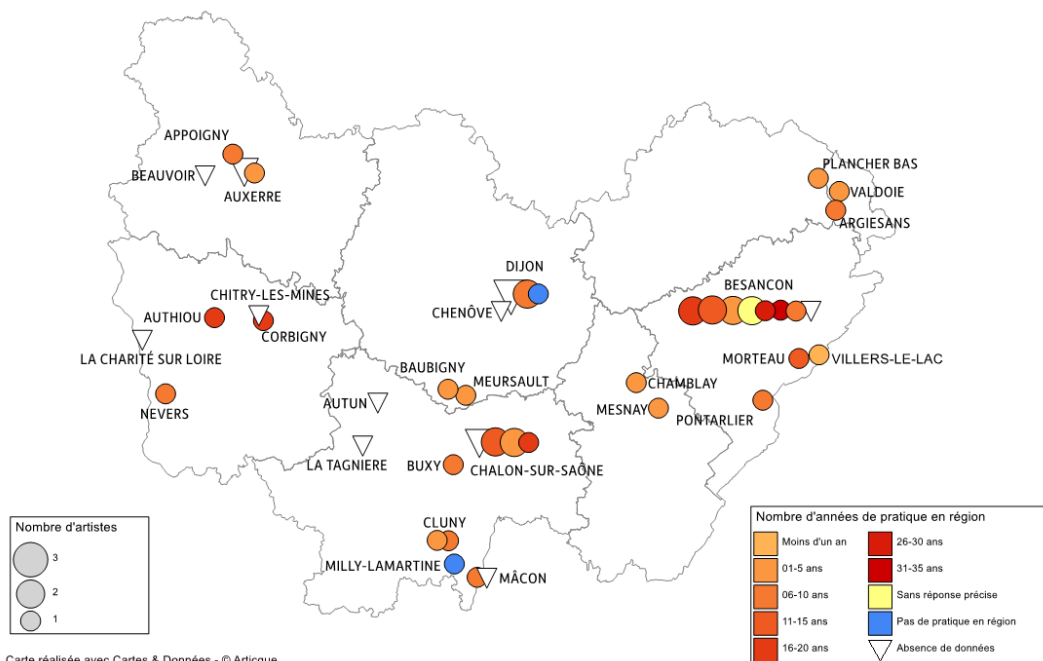 APPOIGNY
BEAUVOIR
AUXERRE
PLANCHER BAS
VALDOIE
ARGIESANS
DIJON
CHENÔVE
BESANCON
CHITRY-LES-MINES
AUTHIOU
CORBIGNY
LA CHARITÉ SUR LOIRE
NEVERS
MORTEAU
VILLERS-LE-LAC
BAUBIGNY
MEURSAULT
CHAMBLAY
MESNAY
PONTARLIER
AUTUN
LA TAGNIERE
BUXY
CHALON-SUR-SAÔNE
CLUNY
MILLY-LAMARTINE
MÂCON
Nombre d'artistes
3
2
1
Nombre d'années de pratique en région
Moins d'un an
01-5 ans
06-10 ans
11-15 ans
16-20 ans
26-30 ans
31-35 ans
Sans réponse précise
Pas de pratique en région
Absence de données
Carte réalisée avec Cartes & Données - © Articque